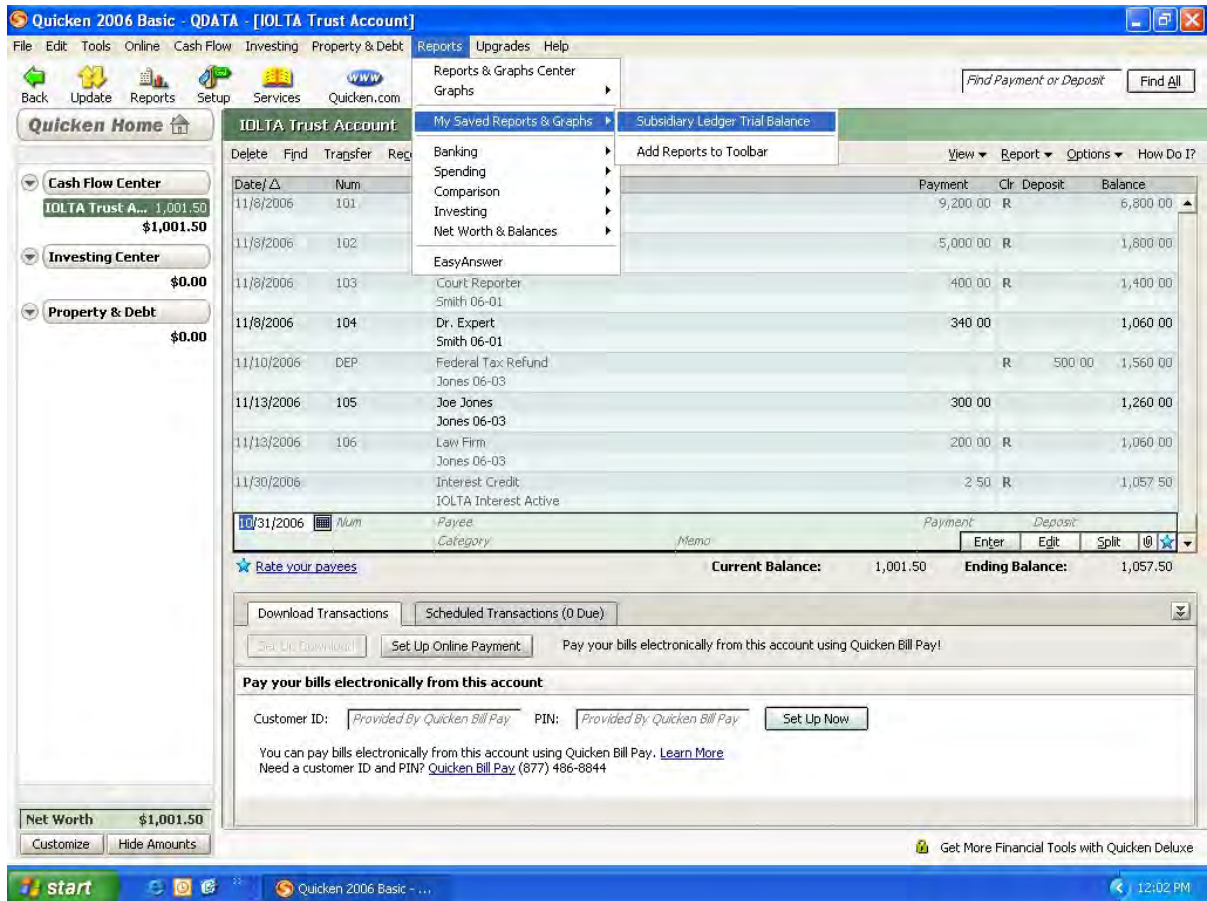 Quicken 2006 Basic - QDATA - [IOLTA Trust Account]
File Edit Tools Online Cash Flow Investing Property & Debt Reports Upgrades Help
Back Update Reports Setup Services Quicken.com
Find Payment or Deposit Find All
Reports & Graphs Center
Graphs
My Saved Reports & Graphs
Banking
Spending
Comparison
Investing
Net Worth & Balances
EasyAnswer
Subsidiary Ledger Trial Balance
Add Reports to Toolbar
Quicken Home
IOLTA Trust Account
Delete Find Transfer
View Report Options How Do I?
Cash Flow Center
IOLTA Trust A... 1,001.50
$1,001.50
Investing Center
$0.00
Property & Debt
$0.00
Date/ Num Payment Clr Deposit Balance
11/8/2006 101 9,200 00 R 6,800 00
11/8/2006 102 5,000 00 R 1,800 00
11/8/2006 103 Court Reporter 400 00 R 1,400 00
Smith 06-01
11/8/2006 104 Dr. Expert 340 00 1,060 00
Smith 06-01
11/10/2006 DEP Federal Tax Refund R 500 00 1,560 00
Jones 06-03
11/13/2006 105 Joe Jones 300 00 1,260 00
Jones 06-03
11/13/2006 106 Law Firm 200 00 R 1,060 00
Jones 06-03
11/30/2006 Interest Credit 2 50 R 1,057 50
IOLTA Interest Active
10/31/2006 Num Payee Payment Deposit
Category Memo Enter Edit Split
Rate your payees Current Balance: 1,001.50 Ending Balance: 1,057.50
Download Transactions Scheduled Transactions (0 Due)
Set Up Download Set Up Online Payment Pay your bills electronically from this account using Quicken Bill Pay!
Pay your bills electronically from this account
Customer ID: Provided By Quicken Bill Pay PIN: Provided By Quicken Bill Pay Set Up Now
You can pay bills electronically from this account using Quicken Bill Pay. Learn More
Need a customer ID and PIN? Quicken Bill Pay (877) 486-8844
Net Worth $1,001.50
Customize Hide Amounts
Get More Financial Tools with Quicken Deluxe
start Quicken 2006 Basic - ... 12:02 PM